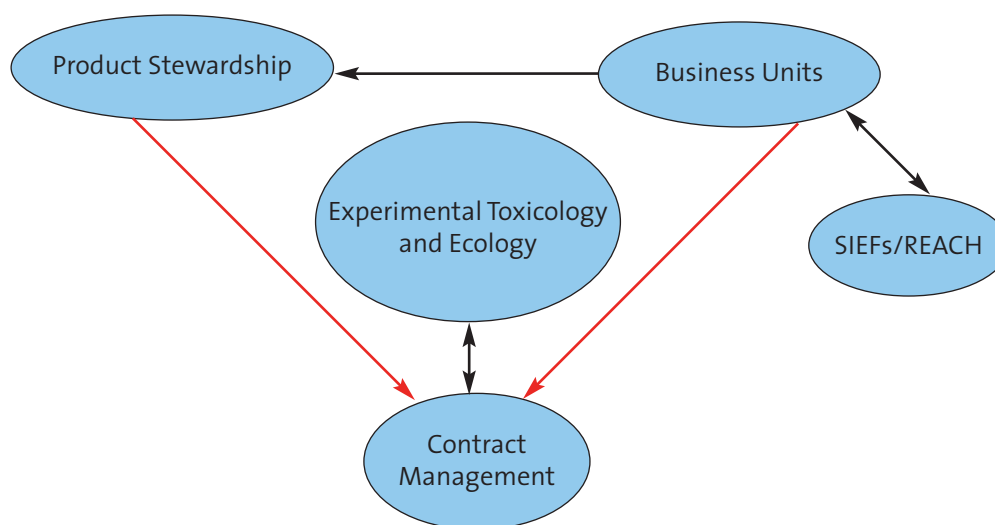 Product Stewardship
Business Units
Experimental Toxicology
and Ecology
SIEFs/REACH
Contract
Management